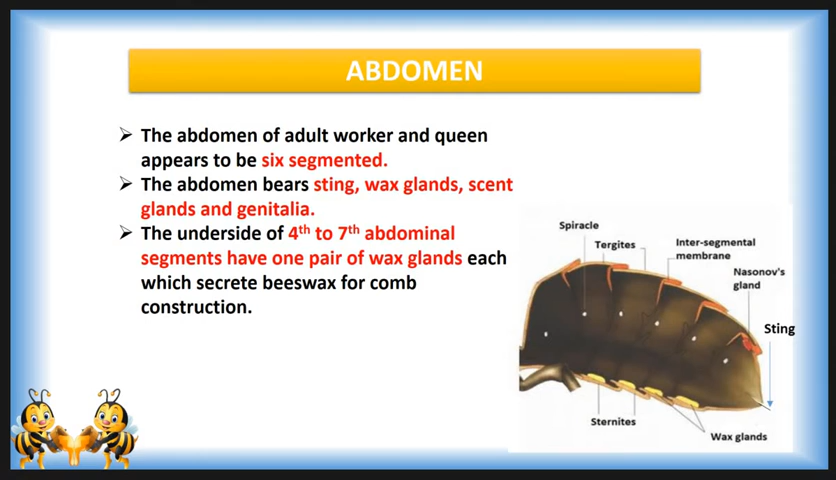 ABDOMEN
➢ The abdomen of adult worker and queen
appears to be six segmented.
➢ The abdomen bears sting, wax glands, scent
glands and genitalia.
➢ The underside of 4th to 7th abdominal
segments have one pair of wax glands each
which secrete beeswax for comb
construction.
Spiracle
Tergites
Inter-segmental
membrane
Nasonov's
gland
Sting
Sternites
Wax glands